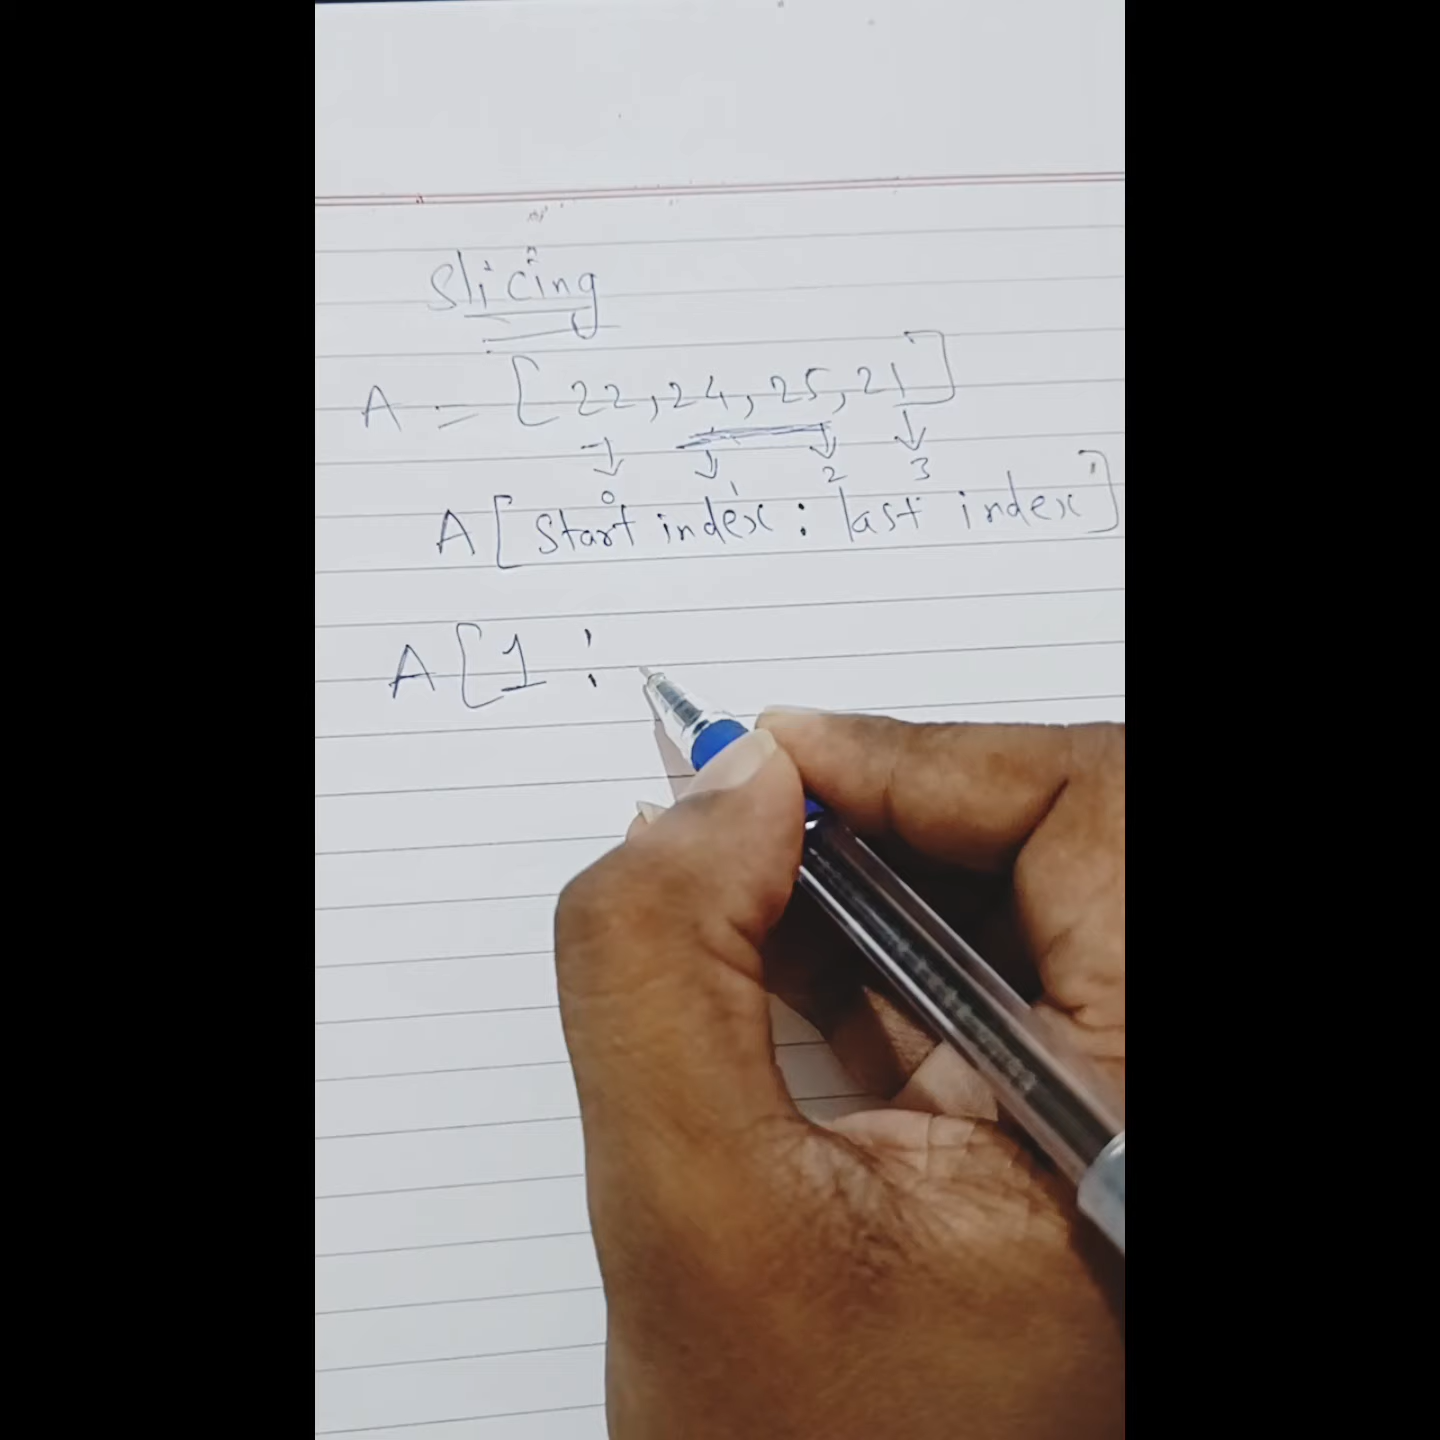 Slicing
A = [22, 24, 25, 21]
0 1 2 3
A[Start index : last index]
A[1 :